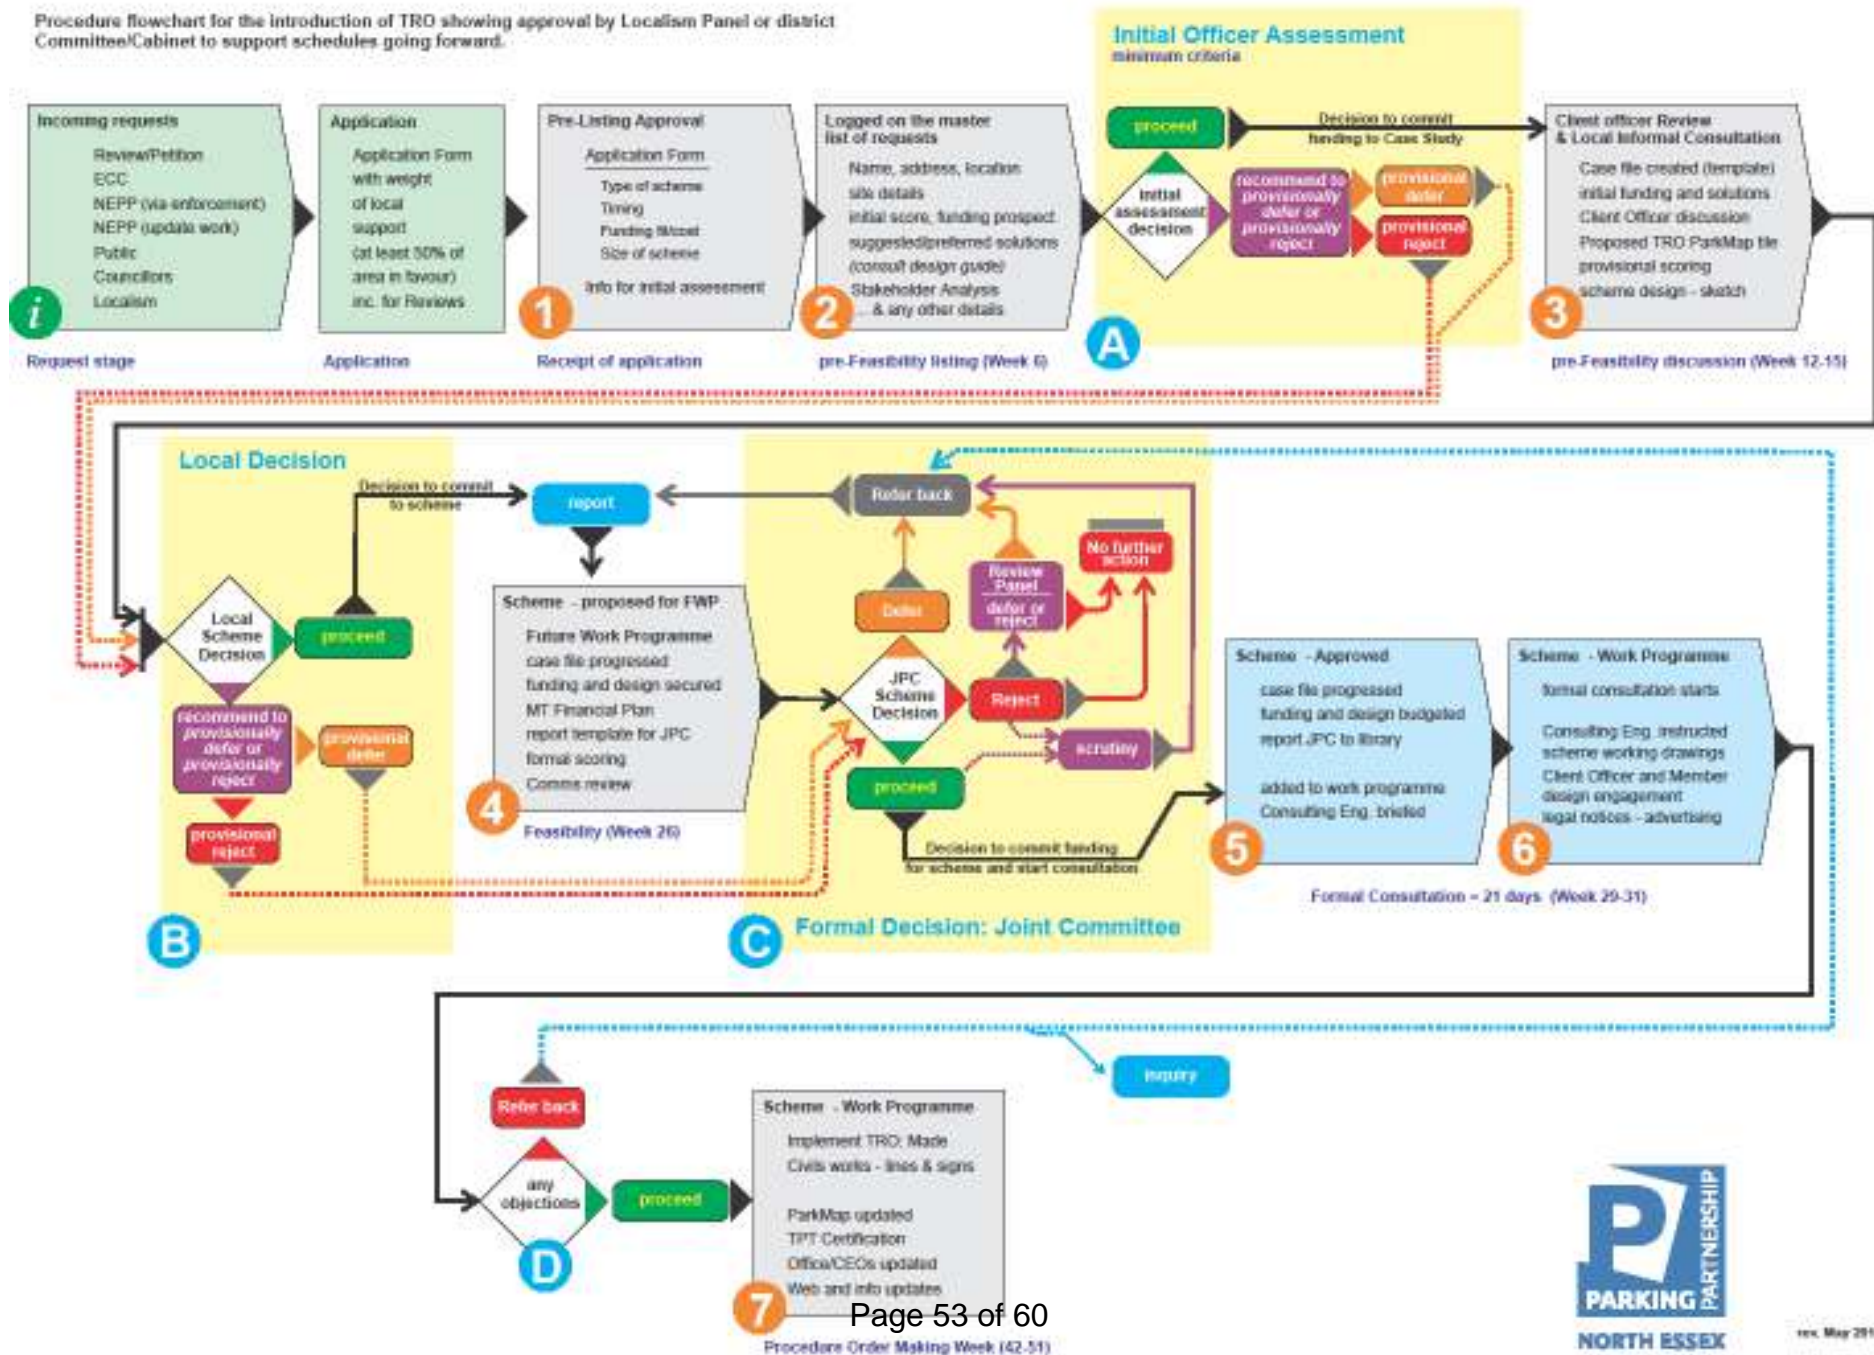 Procedure flowchart for the introduction of TRO showing approval by Localism Panel or district
Committee/Cabinet to support schedules going forward.
Incoming requests
Review/Petition
ECC
NEPP (via enforcement)
NEPP (update work)
Public
Councillors
Localism
i
Request stage
Application
Application Form
with weight
of local
support
(at least 50% of
area in favour)
inc. for Reviews
Application
Pre-Listing Approval
Application Form
Type of scheme
Timing
Funding fit/cost
Size of scheme
Info for initial assessment
1
Receipt of application
Logged on the master
list of requests
Name, address, location
site details
initial score, funding prospect
suggested/preferred solutions
(consult design guide)
Stakeholder Analysis
... & any other details
2
pre-Feasibility listing (Week 6)
Initial Officer Assessment
minimum criteria
proceed
Decision to commit
funding to Case Study
initial
assessment
decision
recommend to
provisionally
defer or
provisionally
reject
provisional
defer
provisional
reject
A
Client officer Review
& Local Informal Consultation
Case file created (template)
initial funding and solutions
Client Officer discussion
Proposed TRO ParkMap tile
provisional scoring
scheme design - sketch
3
pre-Feasibility discussion (Week 12-15)
Local Decision
Decision to commit
to scheme
Local
Scheme
Decision
proceed
recommend to
provisionally
defer or
provisionally
reject
provisional
defer
provisional
reject
B
report
Scheme - proposed for FWP
Future Work Programme
case file progressed
funding and design secured
MT Financial Plan
report template for JPC
formal scoring
Comms review
4
Feasibility (Week 26)
Refer back
No further
action
Review
Panel
defer or
reject
Defer
JPC
Scheme
Decision
Reject
scrutiny
proceed
Decision to commit funding
for scheme and start consultation
C
Formal Decision: Joint Committee
Scheme - Approved
case file progressed
funding and design budgeted
report JPC to library
added to work programme
Consulting Eng. briefed
5
Scheme - Work Programme
formal consultation starts
Consulting Eng. instructed
scheme working drawings
Client Officer and Member
design engagement
legal notices - advertising
6
Formal Consultation – 21 days (Week 29-31)
inquiry
Refer back
any
objections
proceed
D
Scheme - Work Programme
Implement TRO: Made
Civils works - lines & signs
ParkMap updated
TPT Certification
Office/CEOs updated
Web and info updates
7
Page 53 of 60
Procedure Order Making Week (42-51)
P
PARKING
PARTNERSHIP
NORTH ESSEX
rev. May 201